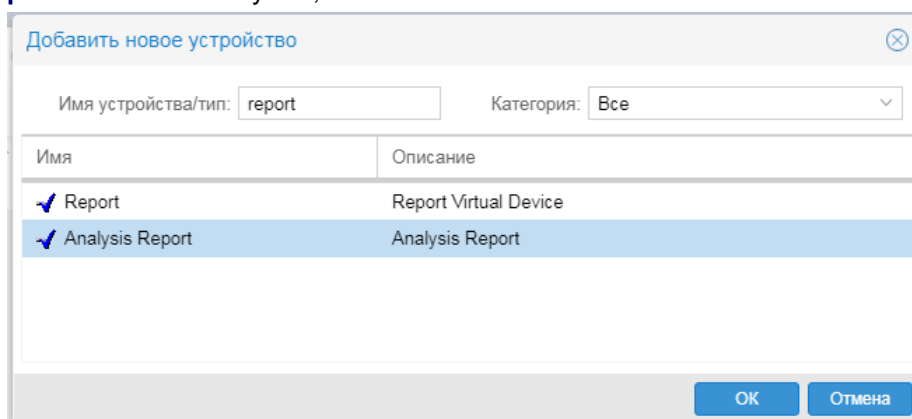 Добавить новое устройство
Имя устройства/тип: report Категория: Все
Имя Описание
Report Report Virtual Device
Analysis Report Analysis Report
ОК Отмена